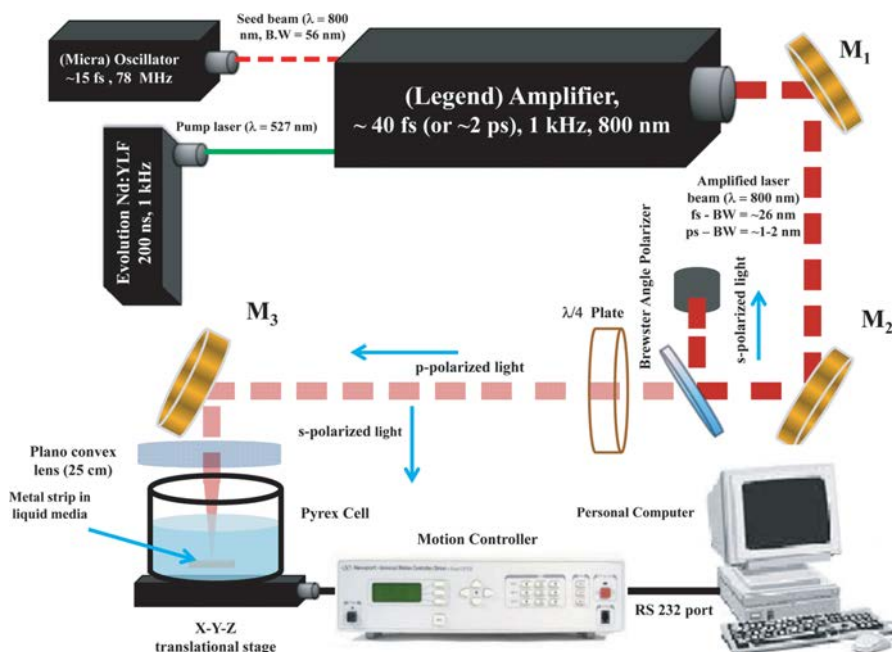 Seed beam (λ = 800
nm, B.W = 56 nm)
(Micra) Oscillator
~15 fs , 78 MHz
(Legend) Amplifier,
~ 40 fs (or ~2 ps), 1 kHz, 800 nm
M1
Pump laser (λ = 527 nm)
Evolution Nd:YLF
200 ns, 1 kHz
Amplified laser
beam (λ = 800 nm)
fs - BW = ~26 nm
ps – BW = ~1-2 nm
Brewster Angle Polarizer
s-polarized light
M2
M3
λ/4 Plate
p-polarized light
s-polarized light
Plano convex
lens (25 cm)
Metal strip in
liquid media
Pyrex Cell
Motion Controller
Personal Computer
RS 232 port
X-Y-Z
translational stage